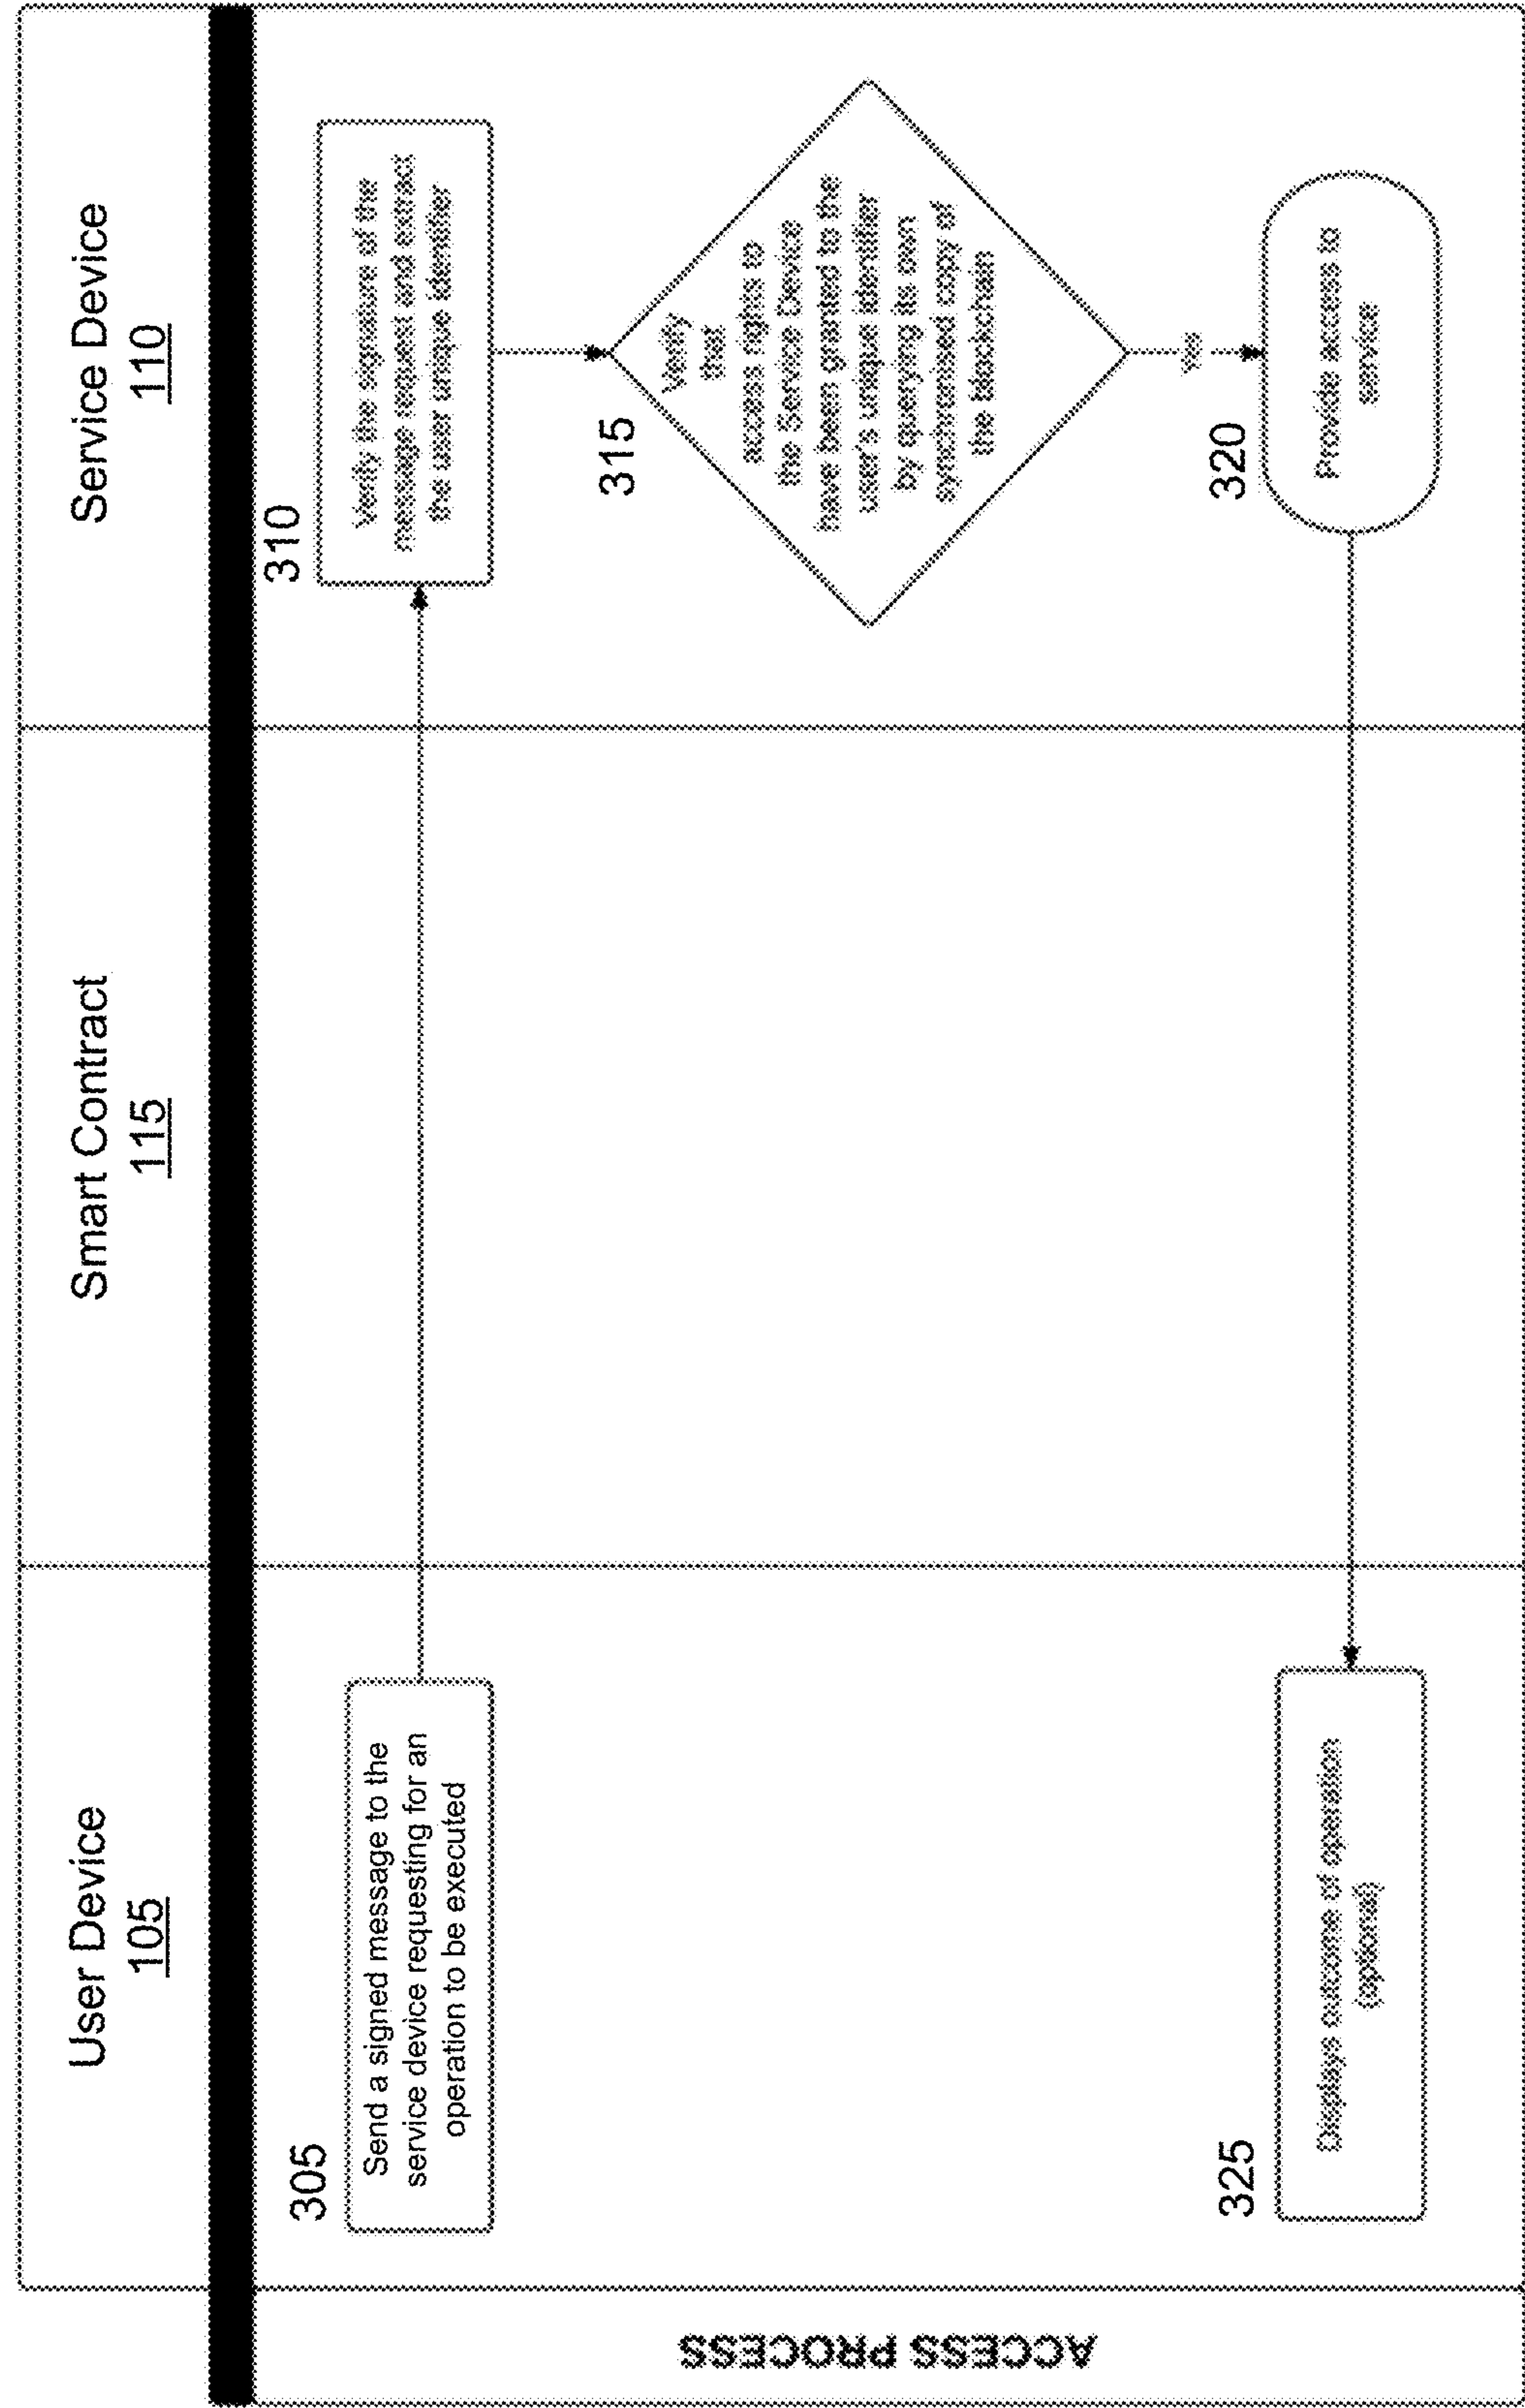 User Device
105
Smart Contract
115
Service Device
110
ACCESS PROCESS
305
Send a signed message to the
service device requesting for an
operation to be executed
310
Verify the signature of the
message request and extract
the user unique identifier
315
Verify
that
access rights to
the Service Device
have been granted to the
user's unique identifier
by querying its own
synchronised copy of
the blockchain
Yes
320
Provide access to
service
325
Displays outcome of operation
(optional)